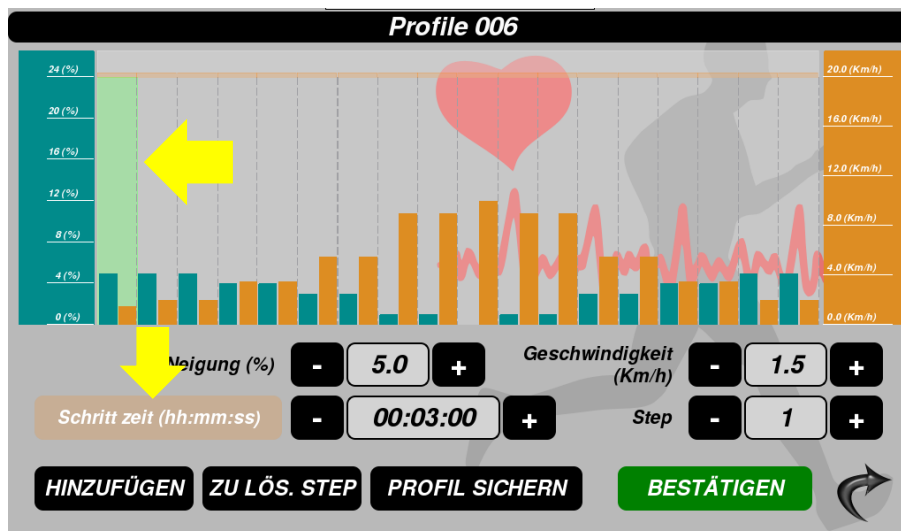 Profile 006
24 (%)
20 (%)
16 (%)
12 (%)
8 (%)
4 (%)
0 (%)
20.0 (Km/h)
16.0 (Km/h)
12.0 (Km/h)
8.0 (Km/h)
4.0 (Km/h)
0.0 (Km/h)
Neigung (%) - 5.0 +
Geschwindigkeit
(Km/h) - 1.5 +
Schritt zeit (hh:mm:ss) - 00:03:00 +
Step - 1 +
HINZUFÜGEN ZU LÖS. STEP PROFIL SICHERN BESTÄTIGEN